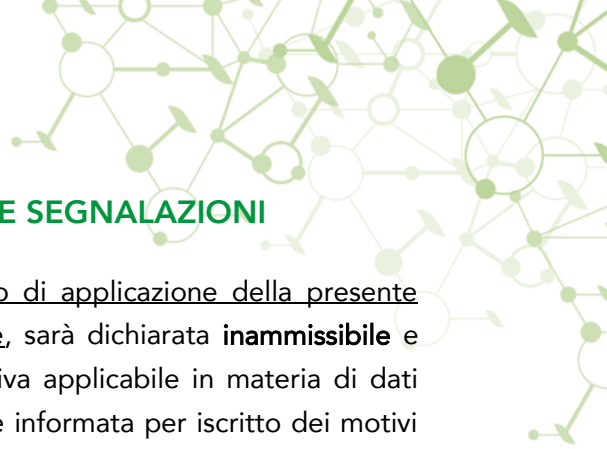 E SEGNALAZIONI
o di applicazione della presente
e, sarà dichiarata inammissibile e
iva applicabile in materia di dati
e informata per iscritto dei motivi